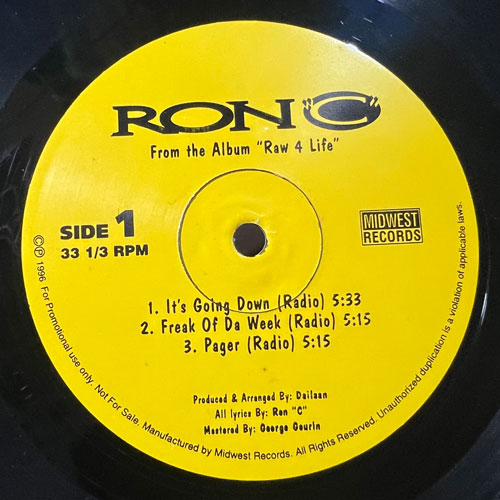 RON "C"
From the Album "Raw 4 Life"
SIDE 1
33 1/3 RPM
MIDWEST
RECORDS
1. It's Going Down (Radio) 5:33
2. Freak Of Da Week (Radio) 5:15
3. Pager (Radio) 5:15
Produced & Arranged By: Dailaan
All lyrics By: Ron "C"
Mastered By: George Geurin
©℗ 1996 For Promotional use only. Not For Sale. Manufactured by Midwest Records. All Rights Reserved. Unauthorized duplication is a violation of applicable laws.